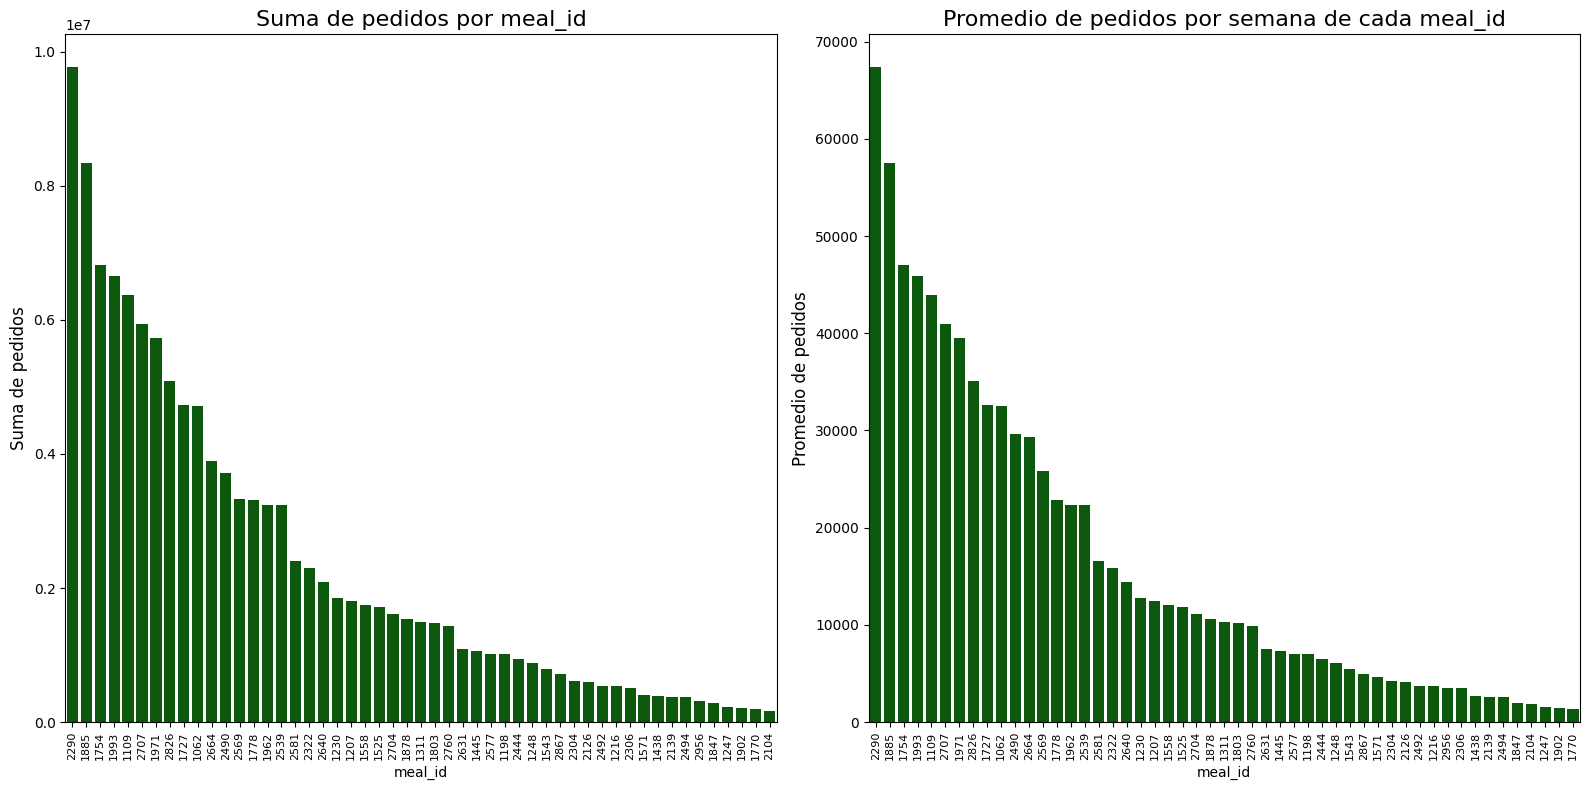 Suma de pedidos por meal_id
1e7
1.0
0.8
0.6
0.4
0.2
0.0
Suma de pedidos
2290 1885 1754 1993 1109 2707 1971 2826 1727 1062 2664 2490 2569 1778 1962 2539 2581 2322 2640 1230 1207 1558 1525 2704 1878 1311 1803 2760 2631 1445 2577 1198 2444 1248 1543 2867 2304 2126 2492 1216 2306 1571 1438 2139 2494 2956 1847 1247 1902 1770 2104
meal_id
Promedio de pedidos por semana de cada meal_id
70000
60000
50000
40000
30000
20000
10000
0
Promedio de pedidos
2290 1885 1754 1993 1109 2707 1971 2826 1727 1062 2490 2664 2569 1778 1962 2539 2581 2322 2640 1230 1207 1558 1525 2704 1878 1311 1803 2760 2631 1445 2577 1198 2444 1248 1543 2867 1571 2304 2126 2492 1216 2956 2306 1438 2139 2494 1847 2104 1247 1902 1770
meal_id